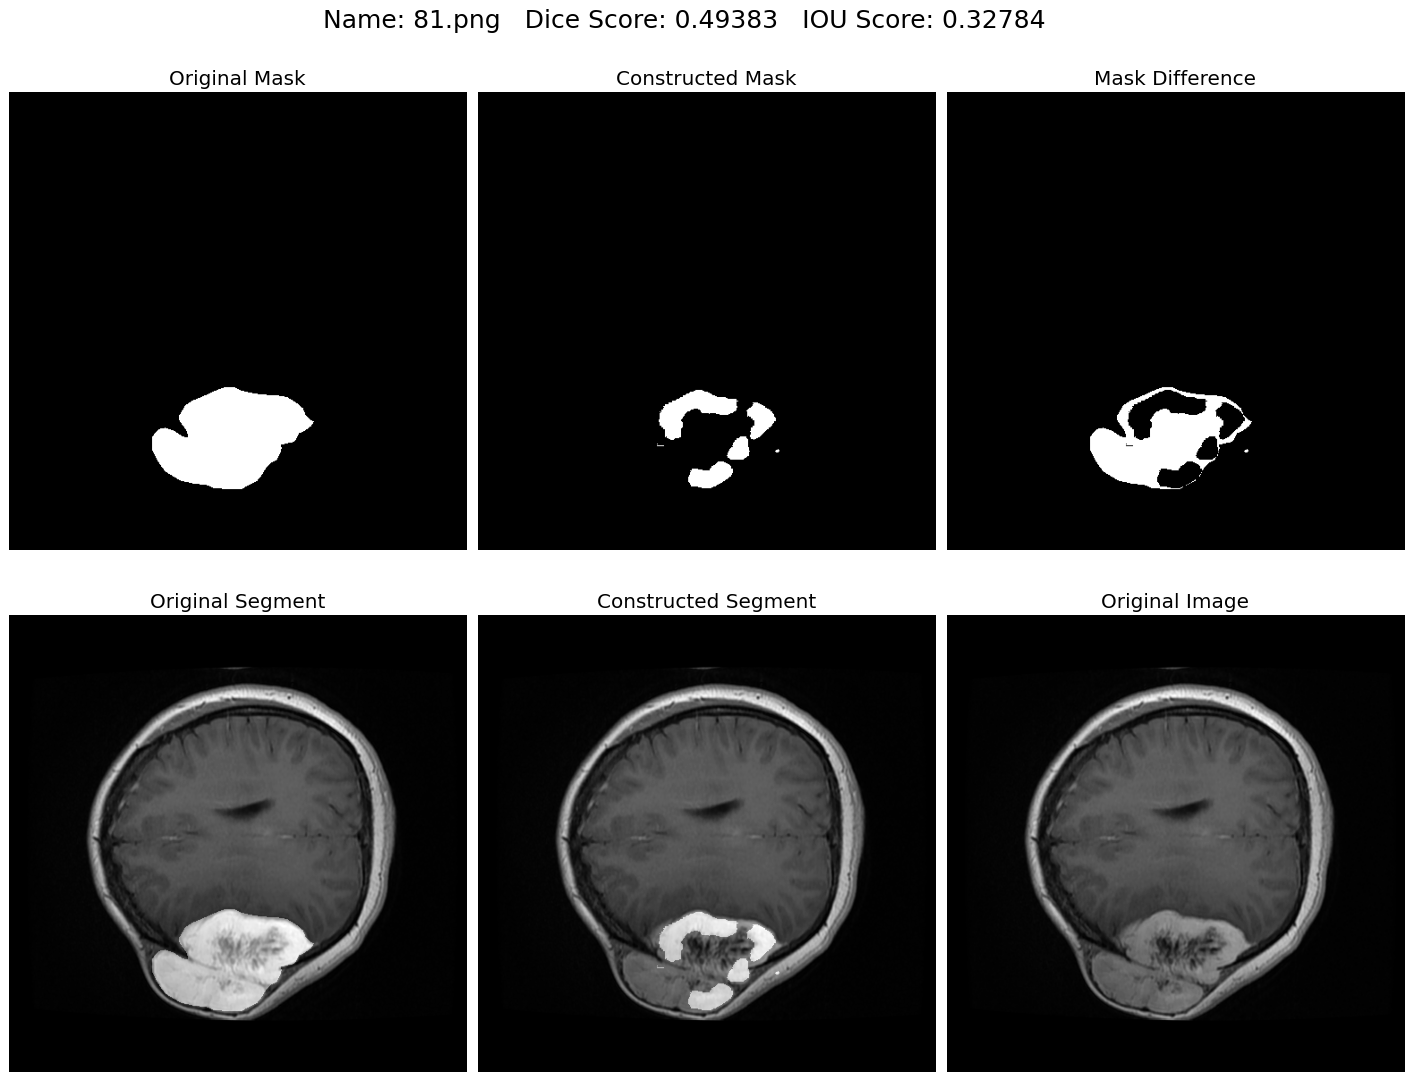 Name: 81.png   Dice Score: 0.49383   IOU Score: 0.32784
Original Mask
Constructed Mask
Mask Difference
Original Segment
Constructed Segment
Original Image